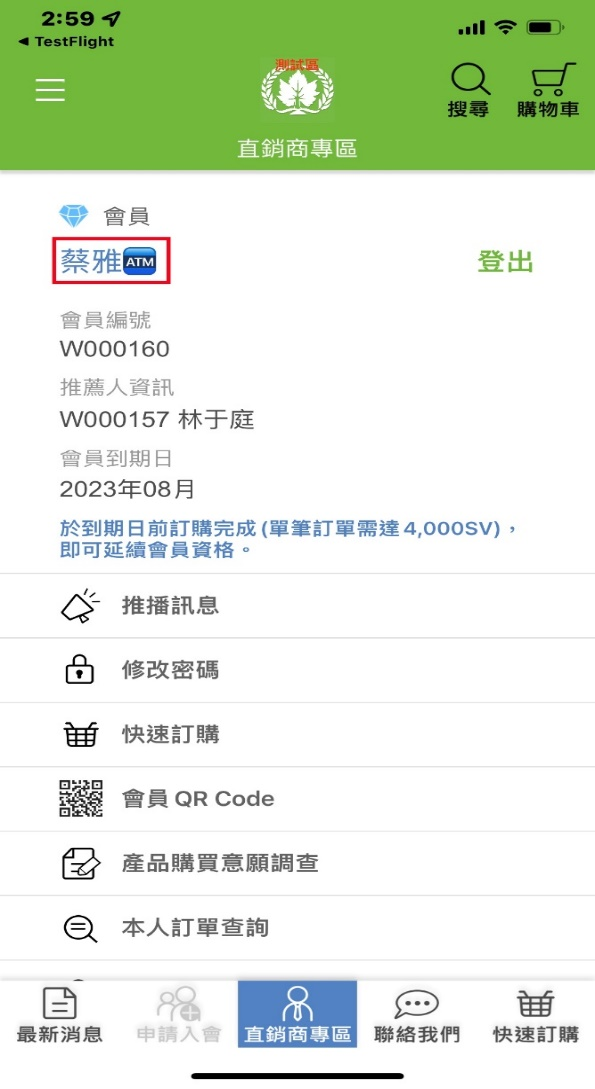 2:59
◀ TestFlight
測試區
搜尋
購物車
直銷商專區
會員
蔡雅🏧
登出
會員編號
W000160
推薦人資訊
W000157 林于庭
會員到期日
2023年08月
於到期日前訂購完成(單筆訂單需達4,000SV)，
即可延續會員資格。
推播訊息
修改密碼
快速訂購
會員 QR Code
產品購買意願調查
本人訂單查詢
最新消息
申請入會
直銷商專區
聯絡我們
快速訂購